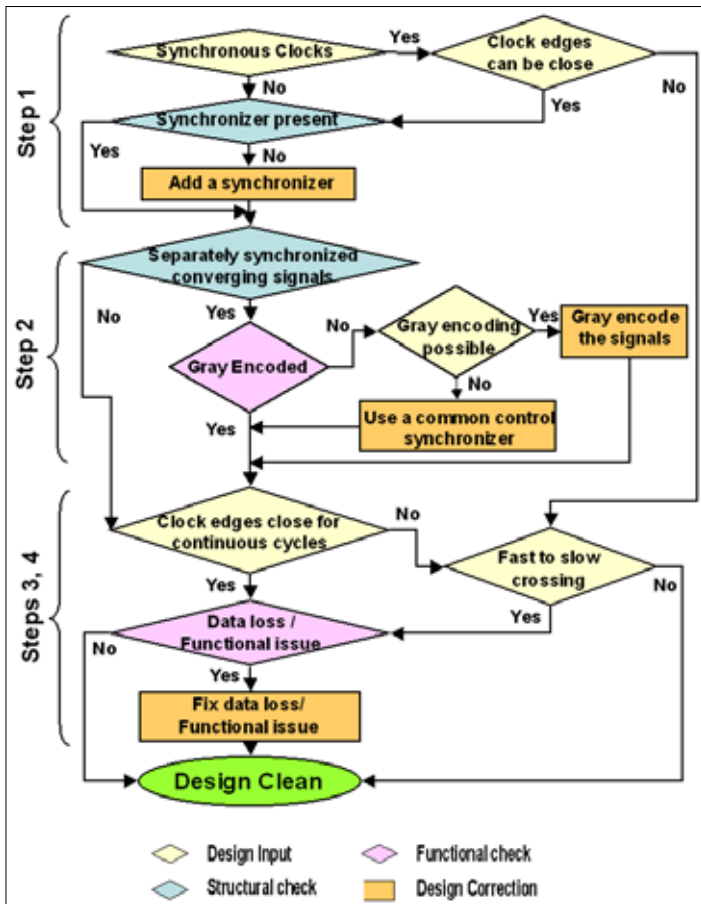 Step 1
Synchronous Clocks
Yes
Clock edges
can be close
No
No
Yes
Synchronizer present
Yes
No
Add a synchronizer
Step 2
Separately synchronized
converging signals
No
Yes
Gray Encoded
No
Gray encoding
possible
Yes
Gray encode
the signals
No
Use a common control
synchronizer
Yes
Steps 3, 4
Clock edges close for
continuous cycles
No
Fast to slow
crossing
No
Yes
Yes
Data loss /
Functional issue
No
Yes
Fix data loss/
Functional issue
Design Clean
Design Input
Functional check
Structural check
Design Correction